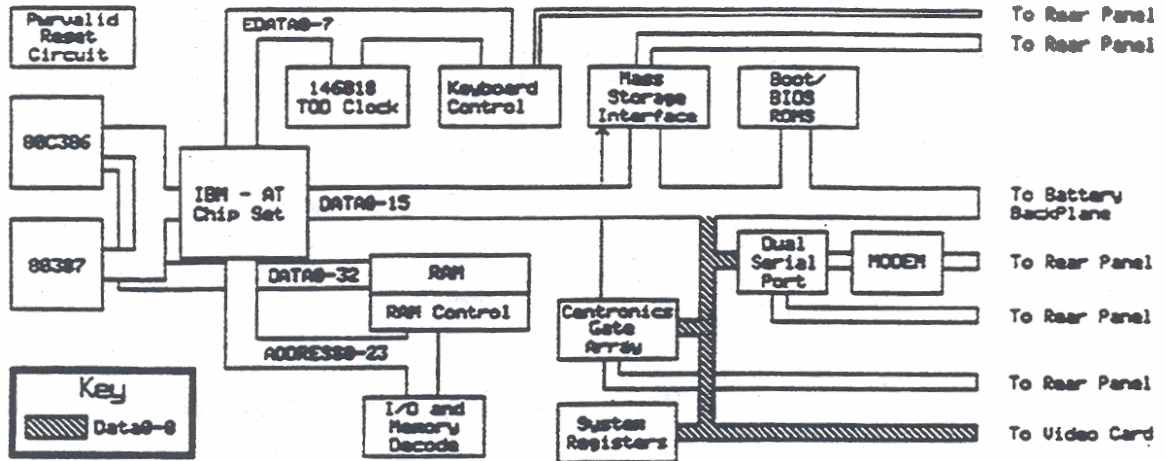 Pwrvalid
Reset
Circuit
EDATA0-7
To Rear Panel
To Rear Panel
146818
TOD Clock
Keyboard
Control
Mass
Storage
Interface
Boot/
BIOS
ROMS
80C386
IBM - AT
Chip Set
DATA0-15
To Battery
BackPlane
80387
DATA0-32
RAM
RAM Control
Dual
Serial
Port
MODEM
To Rear Panel
Centronics
Gate
Array
To Rear Panel
ADDRESS0-23
To Rear Panel
Key
Data0-8
I/O and
Memory
Decode
System
Registers
To Video Card